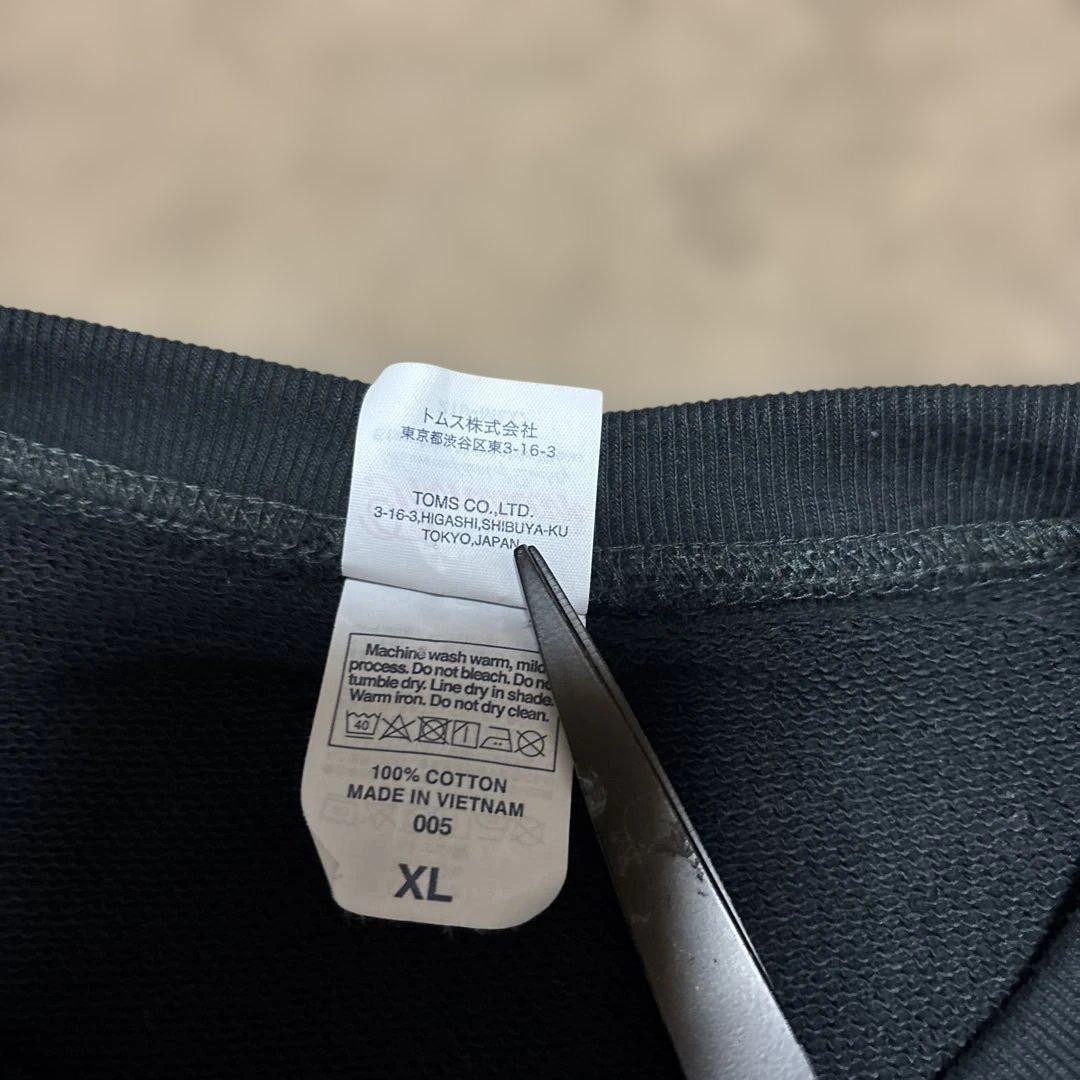 トムス株式会社
東京都渋谷区東3-16-3
TOMS CO.,LTD.
3-16-3,HIGASHI,SHIBUYA-KU
TOKYO,JAPAN
Machine wash warm, mild
process. Do not bleach. Do
tumble dry. Line dry in shade.
Warm iron. Do not dry clean.
40
100% COTTON
MADE IN VIETNAM
005
XL